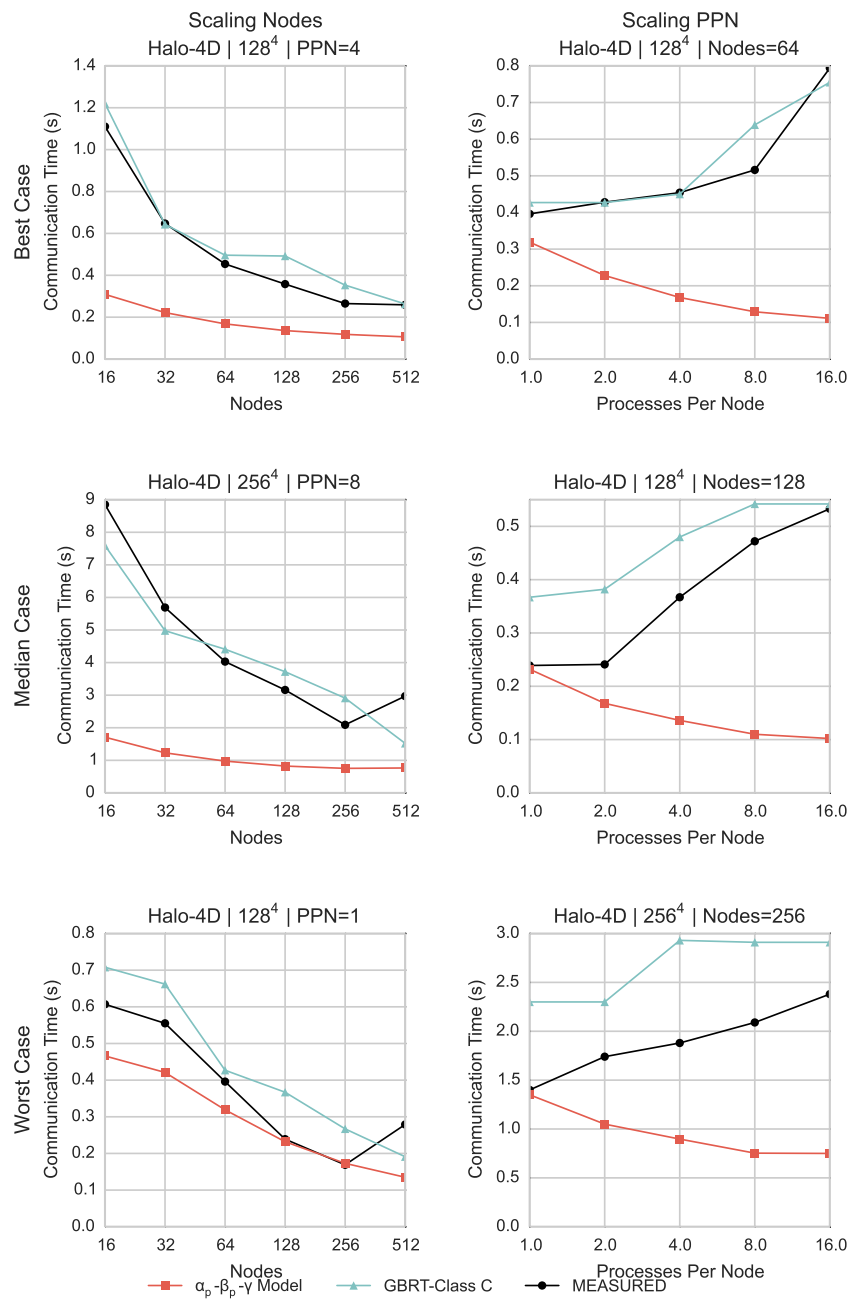 Scaling Nodes
Halo-4D | 128⁴ | PPN=4
Scaling PPN
Halo-4D | 128⁴ | Nodes=64
Best Case
Communication Time (s)
1.4
1.2
1.0
0.8
0.6
0.4
0.2
0.0
16 32 64 128 256 512
Nodes
Communication Time (s)
0.8
0.7
0.6
0.5
0.4
0.3
0.2
0.1
0.0
1.0 2.0 4.0 8.0 16.0
Processes Per Node
Halo-4D | 256⁴ | PPN=8
Halo-4D | 128⁴ | Nodes=128
Median Case
Communication Time (s)
9
8
7
6
5
4
3
2
1
0
16 32 64 128 256 512
Nodes
Communication Time (s)
0.5
0.4
0.3
0.2
0.1
0.0
1.0 2.0 4.0 8.0 16.0
Processes Per Node
Halo-4D | 128⁴ | PPN=1
Halo-4D | 256⁴ | Nodes=256
Worst Case
Communication Time (s)
0.8
0.7
0.6
0.5
0.4
0.3
0.2
0.1
0.0
16 32 64 128 256 512
Nodes
Communication Time (s)
3.0
2.5
2.0
1.5
1.0
0.5
0.0
1.0 2.0 4.0 8.0 16.0
Processes Per Node
αₚ-βₚ-γ Model GBRT-Class C MEASURED